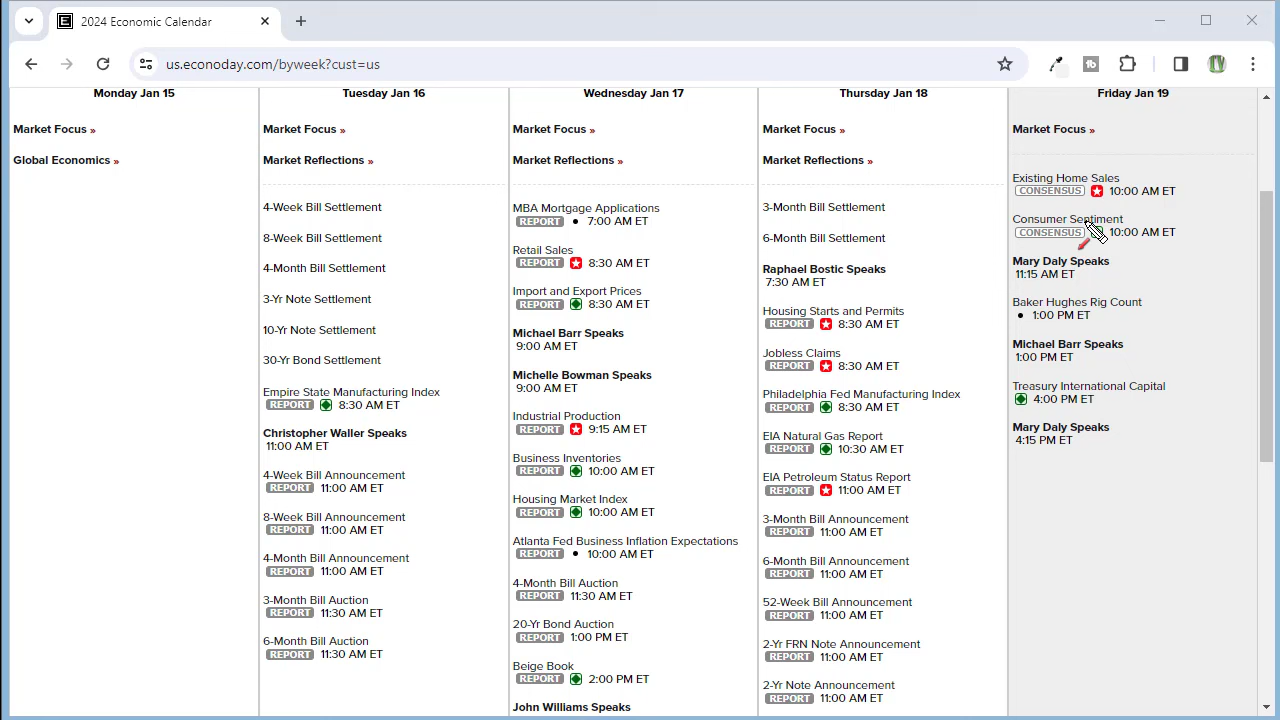 2024 Economic Calendar
us.econoday.com/byweek?cust=us
Monday Jan 15
Market Focus »
Global Economics »
Tuesday Jan 16
Market Focus »
Market Reflections »
4-Week Bill Settlement
8-Week Bill Settlement
4-Month Bill Settlement
3-Yr Note Settlement
10-Yr Note Settlement
30-Yr Bond Settlement
Empire State Manufacturing Index
REPORT 8:30 AM ET
Christopher Waller Speaks
11:00 AM ET
4-Week Bill Announcement
REPORT 11:00 AM ET
8-Week Bill Announcement
REPORT 11:00 AM ET
4-Month Bill Announcement
REPORT 11:00 AM ET
3-Month Bill Auction
REPORT 11:30 AM ET
6-Month Bill Auction
REPORT 11:30 AM ET
Wednesday Jan 17
Market Focus »
Market Reflections »
MBA Mortgage Applications
REPORT • 7:00 AM ET
Retail Sales
REPORT 8:30 AM ET
Import and Export Prices
REPORT 8:30 AM ET
Michael Barr Speaks
9:00 AM ET
Michelle Bowman Speaks
9:00 AM ET
Industrial Production
REPORT 9:15 AM ET
Business Inventories
REPORT 10:00 AM ET
Housing Market Index
REPORT 10:00 AM ET
Atlanta Fed Business Inflation Expectations
REPORT • 10:00 AM ET
4-Month Bill Auction
REPORT 11:30 AM ET
20-Yr Bond Auction
REPORT 1:00 PM ET
Beige Book
REPORT 2:00 PM ET
John Williams Speaks
Thursday Jan 18
Market Focus »
Market Reflections »
3-Month Bill Settlement
6-Month Bill Settlement
Raphael Bostic Speaks
7:30 AM ET
Housing Starts and Permits
REPORT 8:30 AM ET
Jobless Claims
REPORT 8:30 AM ET
Philadelphia Fed Manufacturing Index
REPORT 8:30 AM ET
EIA Natural Gas Report
REPORT 10:30 AM ET
EIA Petroleum Status Report
REPORT 11:00 AM ET
3-Month Bill Announcement
REPORT 11:00 AM ET
6-Month Bill Announcement
REPORT 11:00 AM ET
52-Week Bill Announcement
REPORT 11:00 AM ET
2-Yr FRN Note Announcement
REPORT 11:00 AM ET
2-Yr Note Announcement
REPORT 11:00 AM ET
Friday Jan 19
Market Focus »
Existing Home Sales
CONSENSUS 10:00 AM ET
Consumer Sentiment
CONSENSUS 10:00 AM ET
Mary Daly Speaks
11:15 AM ET
Baker Hughes Rig Count
• 1:00 PM ET
Michael Barr Speaks
1:00 PM ET
Treasury International Capital
4:00 PM ET
Mary Daly Speaks
4:15 PM ET